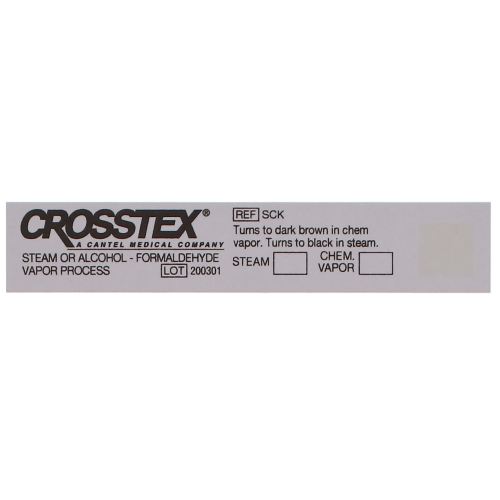 CROSSTEX®
A CANTEL MEDICAL COMPANY
STEAM OR ALCOHOL - FORMALDEHYDE
VAPOR PROCESS LOT 200301
REF SCK
Turns to dark brown in chem
vapor. Turns to black in steam.
STEAM CHEM. VAPOR